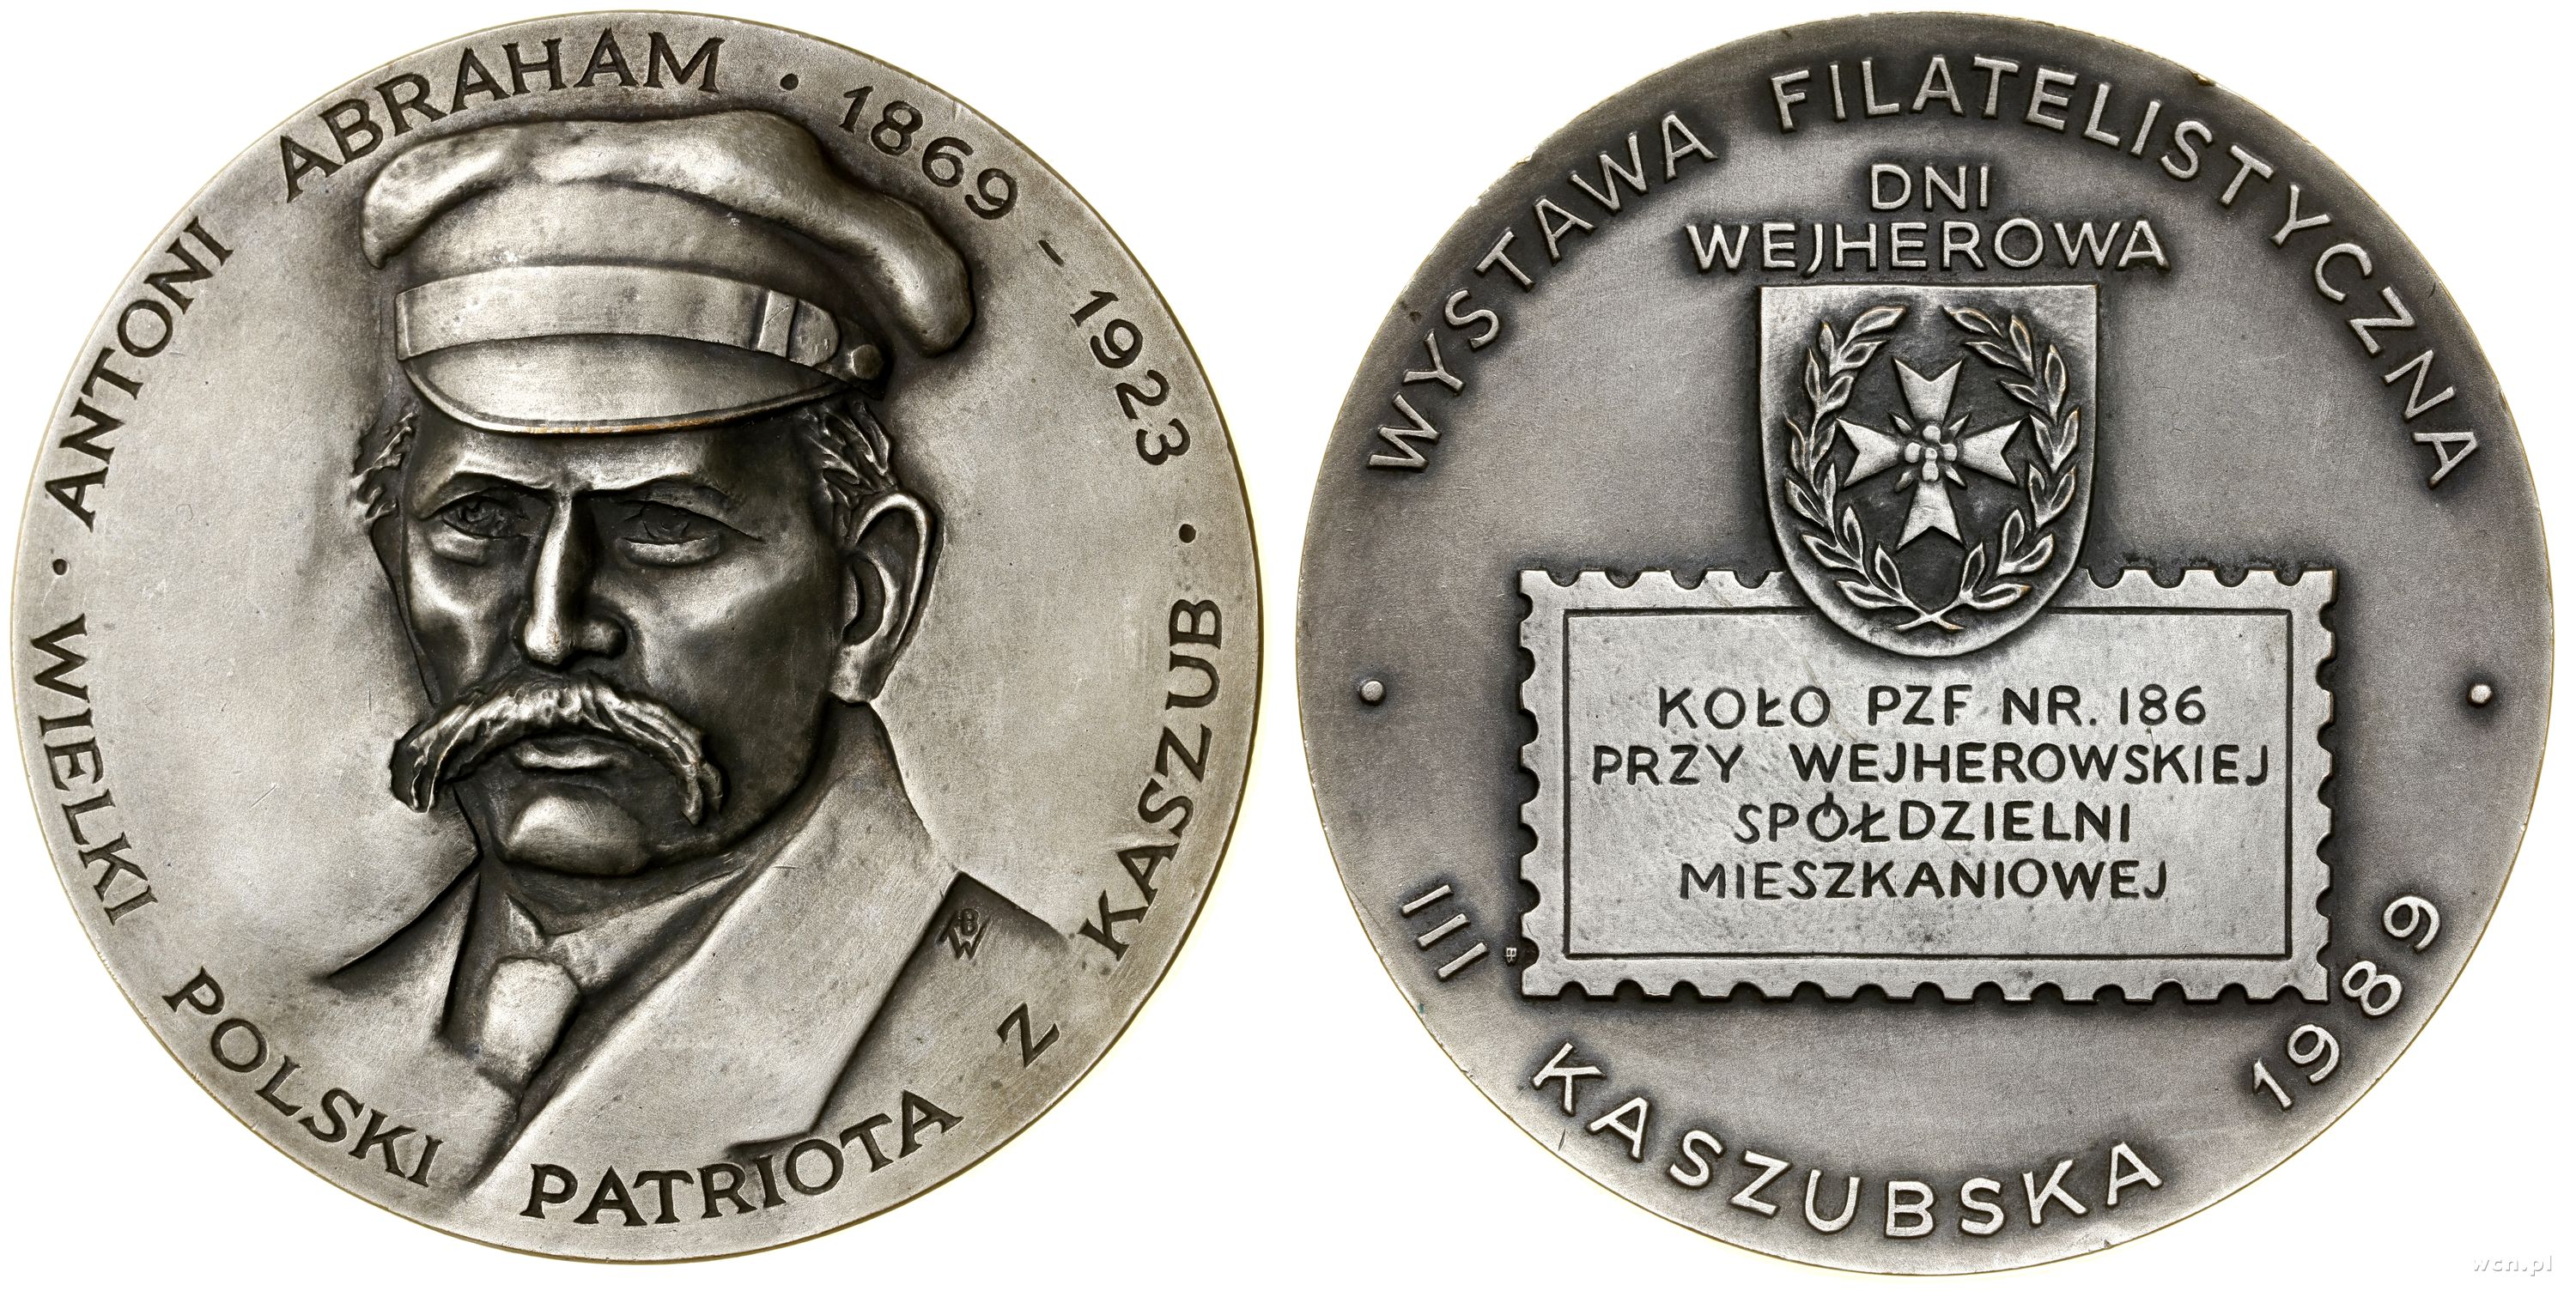 ANTONI ABRAHAM • 1869 - 1923 •
WIELKI POLSKI PATRIOTA Z KASZUB •
WYSTAWA FILATELISTYCZNA
DNI
WEJHEROWA
KOŁO PZF NR. 186
PRZY WEJHEROWSKIEJ
SPÓŁDZIELNI
MIESZKANIOWEJ
III KASZUBSKA 1989
wcn.pl